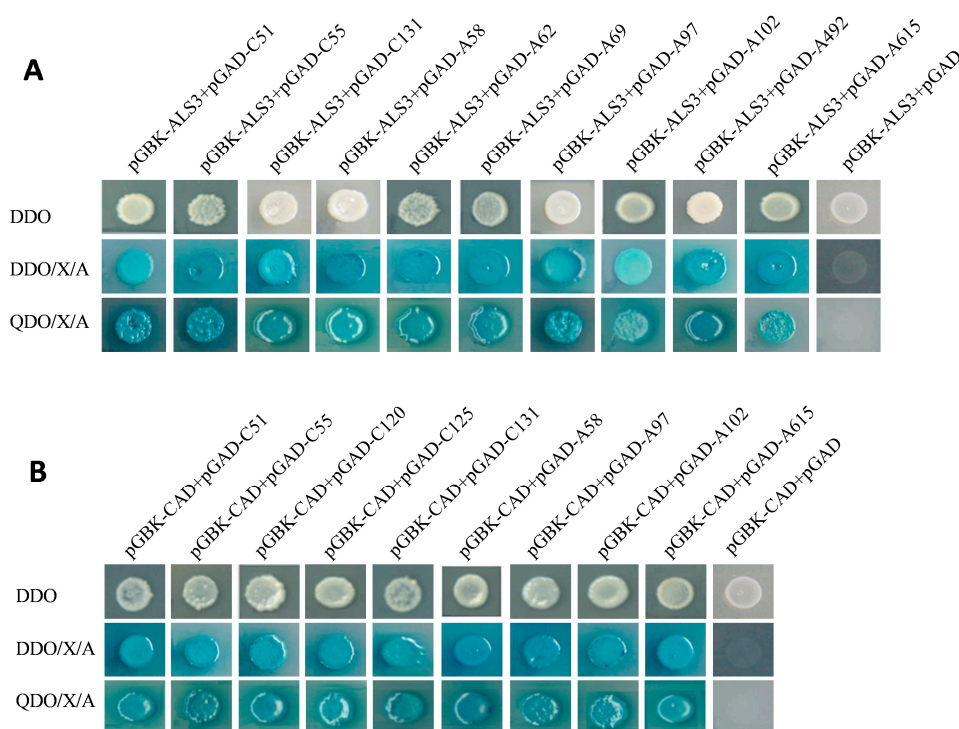 A
pGBK-ALS3+pGAD-C51
pGBK-ALS3+pGAD-C55
pGBK-ALS3+pGAD-C131
pGBK-ALS3+pGAD-A58
pGBK-ALS3+pGAD-A62
pGBK-ALS3+pGAD-A69
pGBK-ALS3+pGAD-A97
pGBK-ALS3+pGAD-A102
pGBK-ALS3+pGAD-A492
pGBK-ALS3+pGAD-A615
pGBK-ALS3+pGAD
DDO
DDO/X/A
QDO/X/A
B
pGBK-CAD+pGAD-C51
pGBK-CAD+pGAD-C55
pGBK-CAD+pGAD-C120
pGBK-CAD+pGAD-C125
pGBK-CAD+pGAD-C131
pGBK-CAD+pGAD-A58
pGBK-CAD+pGAD-A97
pGBK-CAD+pGAD-A102
pGBK-CAD+pGAD-A615
pGBK-CAD+pGAD
DDO
DDO/X/A
QDO/X/A